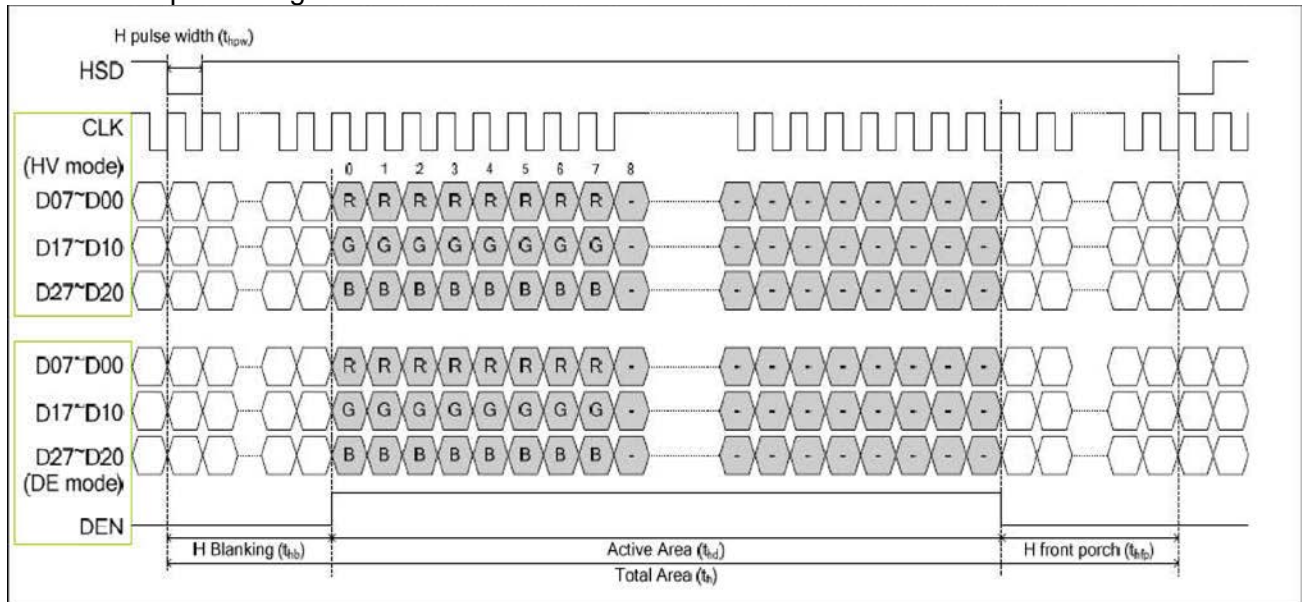 H pulse width (thpw)
HSD
CLK
(HV mode)
0 1 2 3 4 5 6 7 8
D07~D00 R R R R R R R R - - - - - - - - -
D17~D10 G G G G G G G G - - - - - - - - -
D27~D20 B B B B B B B B - - - - - - - - -
D07~D00 R R R R R R R R - - - - - - - - -
D17~D10 G G G G G G G G - - - - - - - - -
D27~D20 B B B B B B B B - - - - - - - - -
(DE mode)
DEN
H Blanking (thb) Active Area (thd) H front porch (thfp)
Total Area (th)